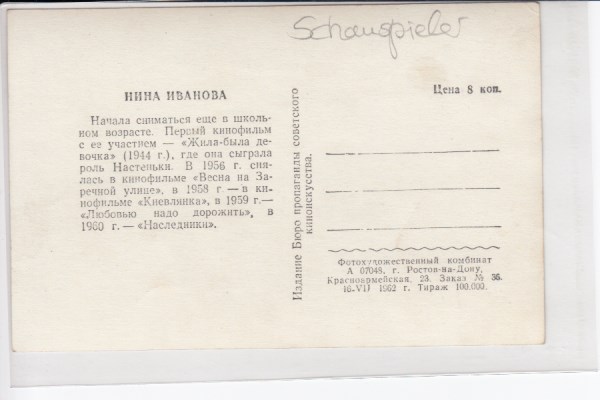 Schauspieler
НИНА ИВАНОВА
Начала сниматься еще в школь-
ном возрасте. Первый кинофильм
с ее участием — «Жила-была де-
вочка» (1944 г.), где она сыграла
роль Настеньки. В 1956 г. сня-
лась в кинофильме «Весна на За-
речной улице», в 1958 г. — в ки-
нофильме «Киевлянка», в 1959 г.—
«Любовью надо дорожить», в
1960 г. — «Наследники».
Издание Бюро пропаганды советского
киноискусства.
Цена 8 коп.
Фотохудожественный комбинат
А 07048. г. Ростов-на-Дону,
Красноармейская, 23. Заказ № 36.
16-VII 1962 г. Тираж 100.000.